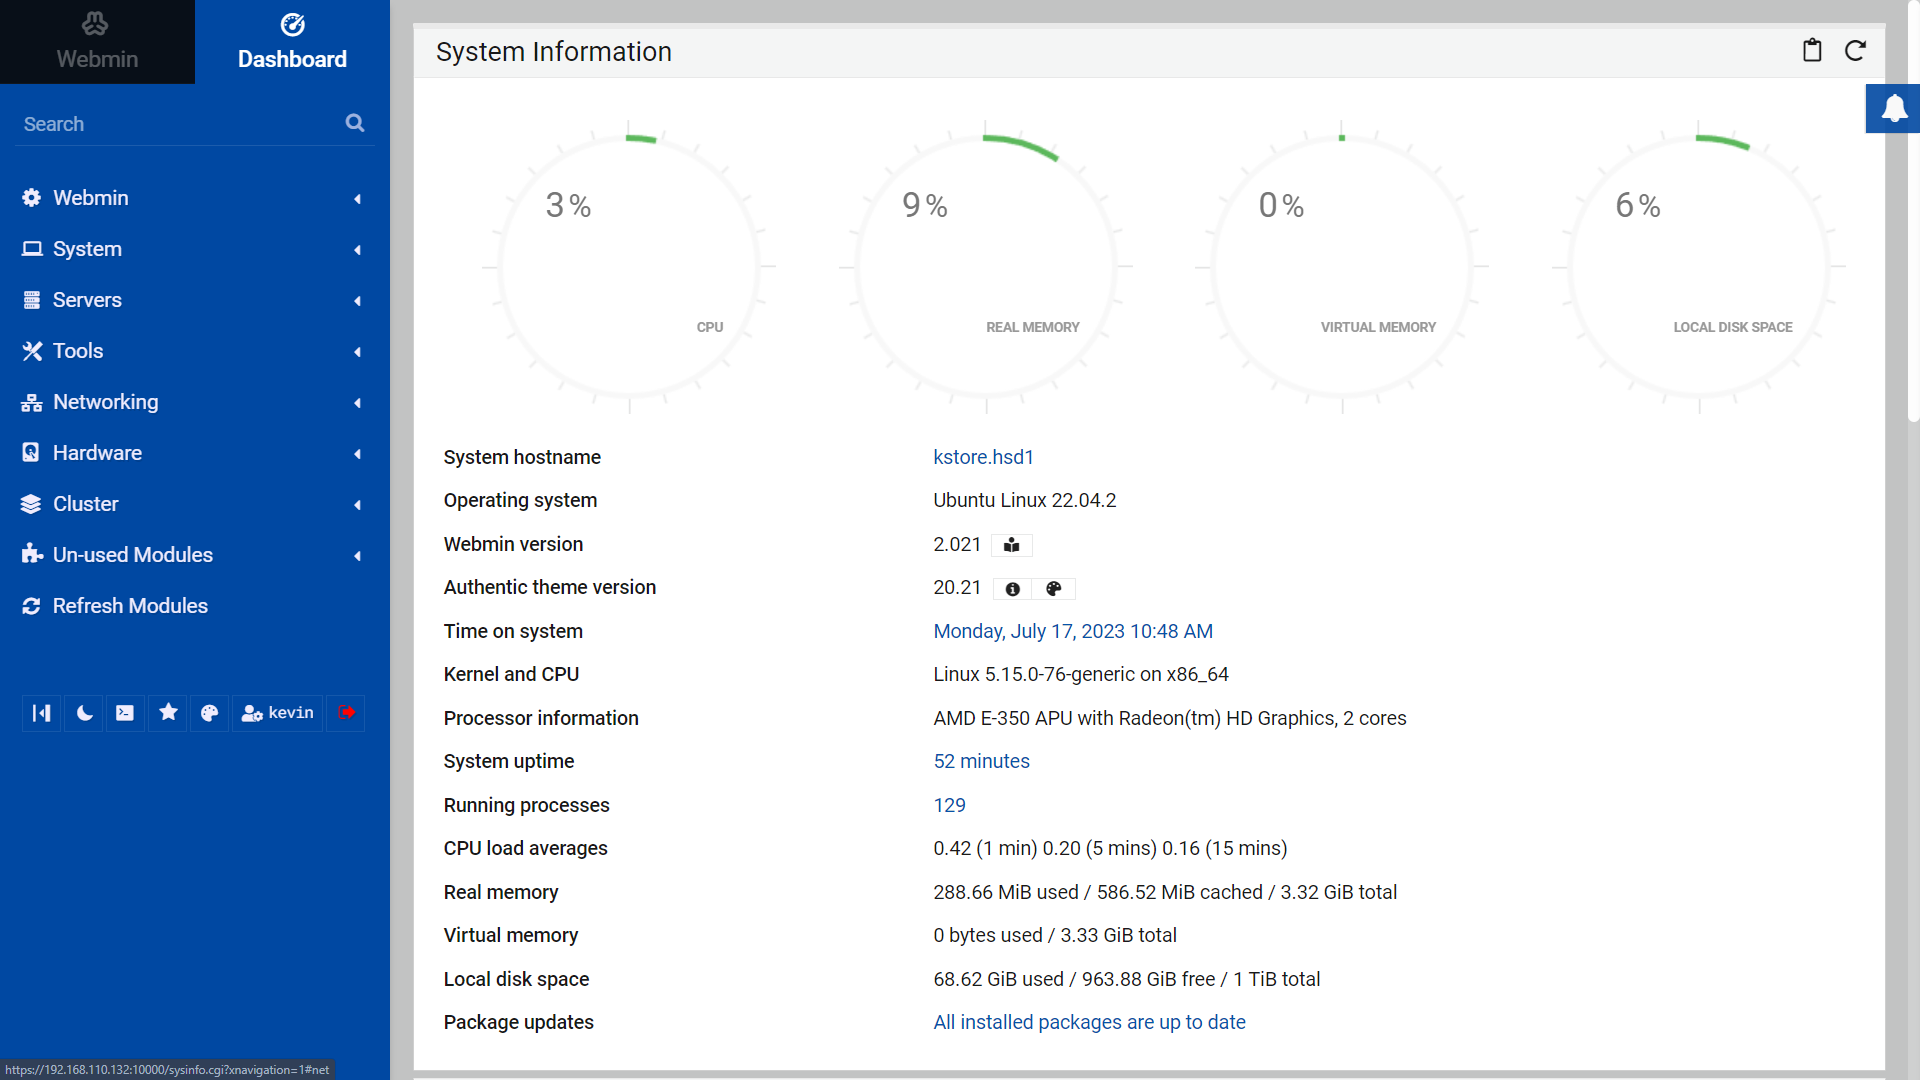 Webmin
Dashboard
Search
Webmin
System
Servers
Tools
Networking
Hardware
Cluster
Un-used Modules
Refresh Modules
kevin
System Information
3%
CPU
9%
REAL MEMORY
0%
VIRTUAL MEMORY
6%
LOCAL DISK SPACE
System hostname kstore.hsd1
Operating system Ubuntu Linux 22.04.2
Webmin version 2.021
Authentic theme version 20.21
Time on system Monday, July 17, 2023 10:48 AM
Kernel and CPU Linux 5.15.0-76-generic on x86_64
Processor information AMD E-350 APU with Radeon(tm) HD Graphics, 2 cores
System uptime 52 minutes
Running processes 129
CPU load averages 0.42 (1 min) 0.20 (5 mins) 0.16 (15 mins)
Real memory 288.66 MiB used / 586.52 MiB cached / 3.32 GiB total
Virtual memory 0 bytes used / 3.33 GiB total
Local disk space 68.62 GiB used / 963.88 GiB free / 1 TiB total
Package updates All installed packages are up to date
https://192.168.110.132:10000/sysinfo.cgi?xnavigation=1#net